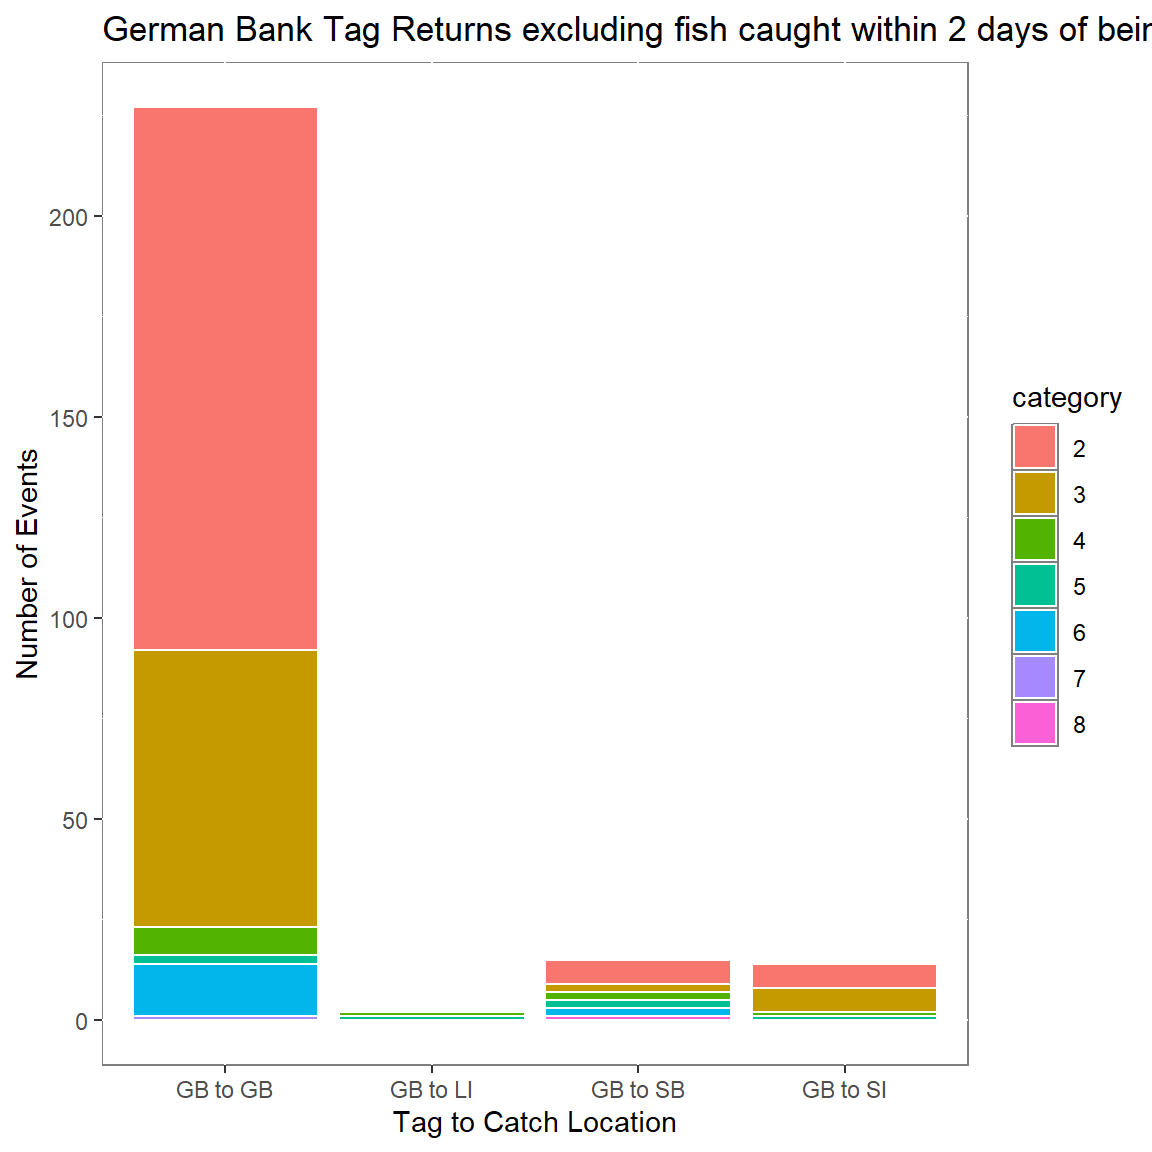 German Bank Tag Returns excluding fish caught within 2 days of
Number of Events
200
150
100
50
0
GB to GB
GB to LI
GB to SB
GB to SI
Tag to Catch Location
category
2
3
4
5
6
7
8